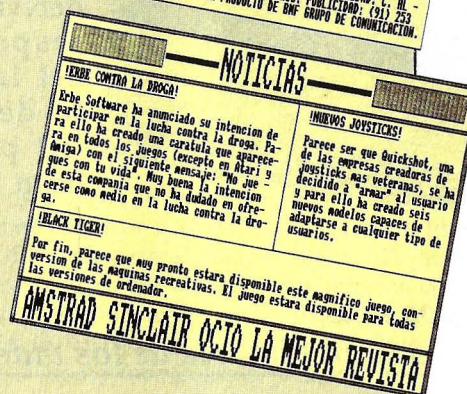 PUBLICIDAD: (91) 253
PRODUCTO DE GMF GRUPO DE COMUNICACION.
NOTICIAS
!ERBE CONTRA LA DROGA!
Erbe Software ha anunciado su intencion de
participar en la lucha contra la droga. Pa-
ra ello ha creado una caratula que aparece-
ra en todos los juegos (excepto en Atari y
Amiga) con el siguiente mensaje: "No jue -
gues con tu vida". Muy buena la intencion
de esta compañia que no ha dudado en ofre-
cerse como medio en la lucha contra la dro-
ga.
!NUEVOS JOYSTICKS!
Parece ser que Quickshot, una
de las empresas creadoras de
joysticks mas veteranas, se ha
decidido a "armar" al usuario
y para ello ha creado seis
nuevos modelos capaces de
adaptarse a cualquier tipo de
usuarios.
!BLACK TIGER!
Por fin, parece que muy pronto estara disponible este magnifico juego, con-
version de las maquinas recreativas. El juego estara disponible para todas
las versiones de ordenador.
AMSTRAD SINCLAIR OCIO LA MEJOR REVISTA